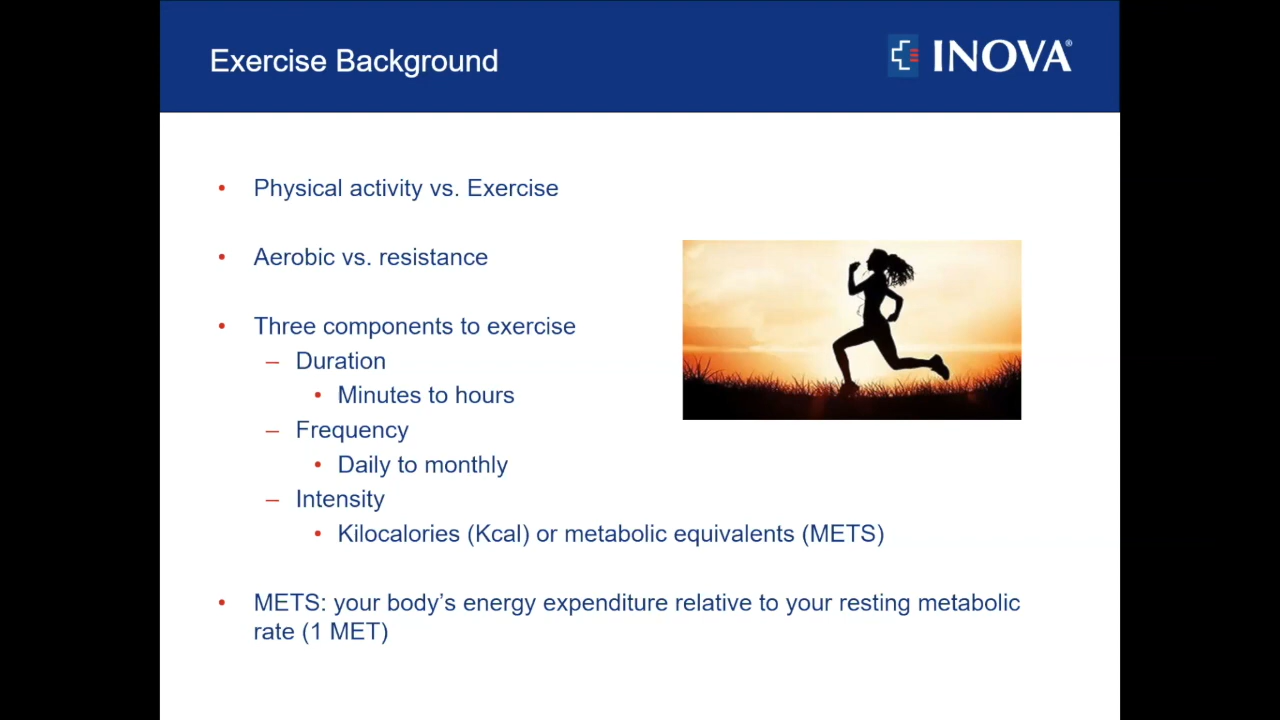 Exercise Background
INOVA®
• Physical activity vs. Exercise
• Aerobic vs. resistance
• Three components to exercise
– Duration
• Minutes to hours
– Frequency
• Daily to monthly
– Intensity
• Kilocalories (Kcal) or metabolic equivalents (METS)
• METS: your body’s energy expenditure relative to your resting metabolic
rate (1 MET)